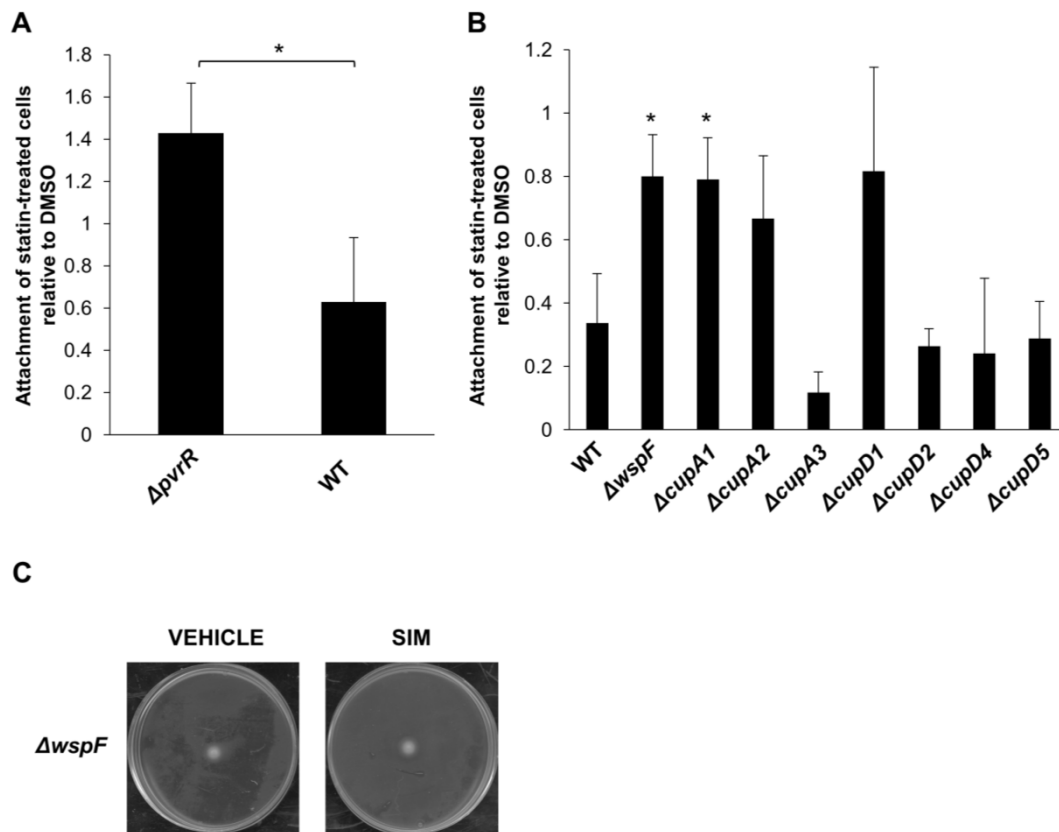 A
Attachment of statin-treated cells
relative to DMSO
1.8
1.6
1.4
1.2
1
0.8
0.6
0.4
0.2
0
*
ΔpvrR
WT
B
Attachment of statin-treated cells
relative to DMSO
1.2
1
0.8
0.6
0.4
0.2
0
*
*
WT
ΔwspF
ΔcupA1
ΔcupA2
ΔcupA3
ΔcupD1
ΔcupD2
ΔcupD4
ΔcupD5
C
VEHICLE
SIM
ΔwspF